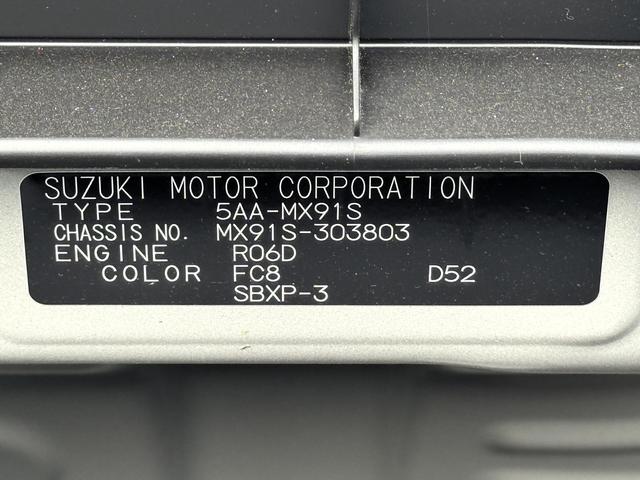 SUZUKI MOTOR CORPORATION
TYPE 5AA-MX91S
CHASSIS NO. MX91S-303803
ENGINE R06D
COLOR FC8 D52
SBXP-3